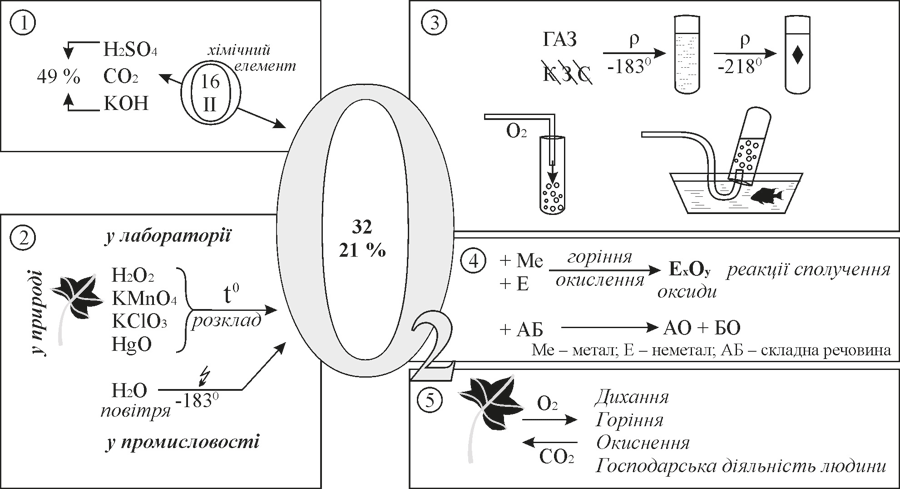 1
хімічний
елемент
H₂SO₄
49 % CO₂
KOH
16
II
32
21 %
O₂
2
у лабораторії
у природі
H₂O₂
KMnO₄
KClO₃
HgO
t⁰
розклад
H₂O
повітря
-183⁰
у промисловості
3
ГАЗ
К З С
ρ
-183⁰
ρ
-218⁰
O₂
4
+ Me
+ E
горіння
окислення
ExOy
оксиди
реакції сполучення
+ АБ
АО + БО
Me – метал; E – неметал; АБ – складна речовина
5
O₂
CO₂
Дихання
Горіння
Окиснення
Господарська діяльність людини